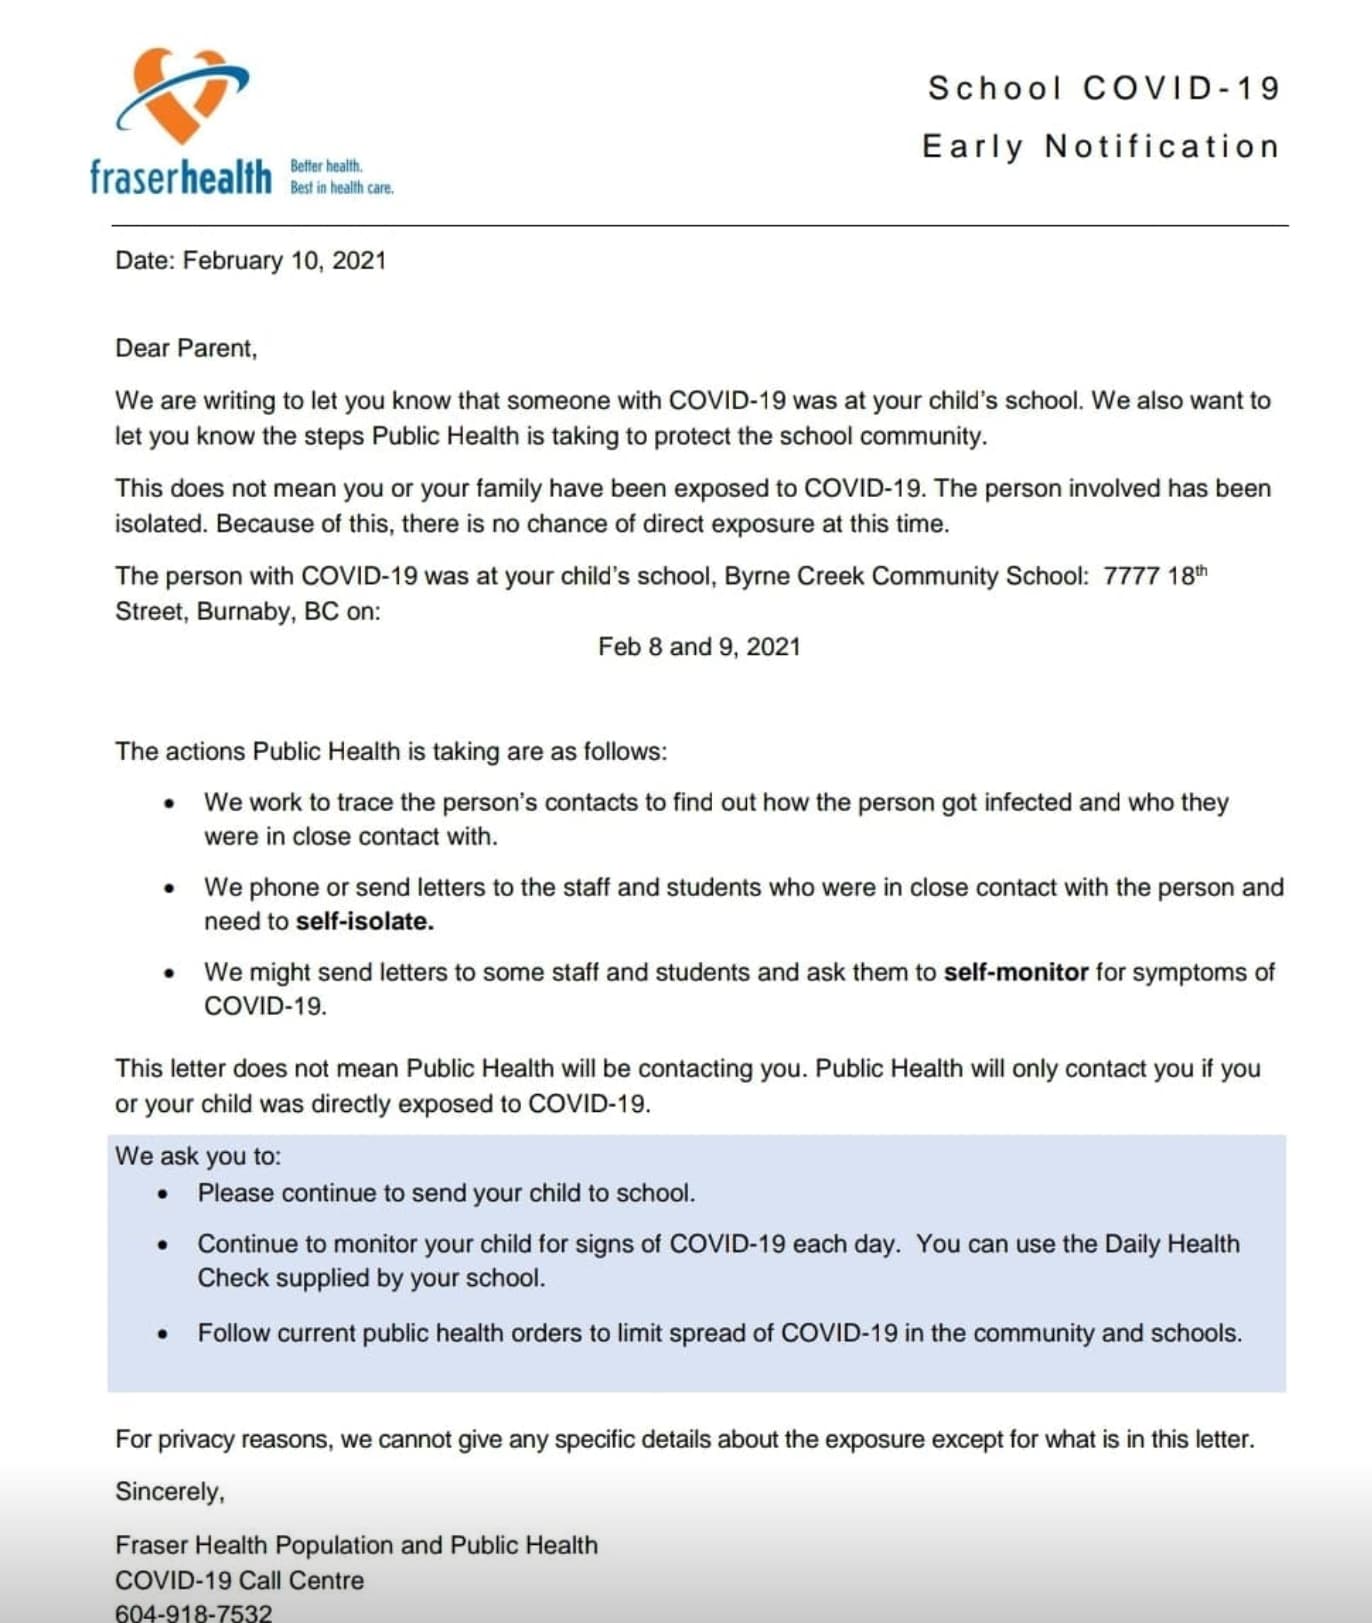 School COVID-19
Early Notification
fraserhealth
Better health.
Best in health care.
Date: February 10, 2021
Dear Parent,
We are writing to let you know that someone with COVID-19 was at your child's school. We also want to
let you know the steps Public Health is taking to protect the school community.
This does not mean you or your family have been exposed to COVID-19. The person involved has been
isolated. Because of this, there is no chance of direct exposure at this time.
The person with COVID-19 was at your child's school, Byrne Creek Community School: 7777 18th
Street, Burnaby, BC on:
Feb 8 and 9, 2021
The actions Public Health is taking are as follows:
• We work to trace the person's contacts to find out how the person got infected and who they
were in close contact with.
• We phone or send letters to the staff and students who were in close contact with the person and
need to self-isolate.
• We might send letters to some staff and students and ask them to self-monitor for symptoms of
COVID-19.
This letter does not mean Public Health will be contacting you. Public Health will only contact you if you
or your child was directly exposed to COVID-19.
We ask you to:
• Please continue to send your child to school.
• Continue to monitor your child for signs of COVID-19 each day. You can use the Daily Health
Check supplied by your school.
• Follow current public health orders to limit spread of COVID-19 in the community and schools.
For privacy reasons, we cannot give any specific details about the exposure except for what is in this letter.
Sincerely,
Fraser Health Population and Public Health
COVID-19 Call Centre
604-918-7532